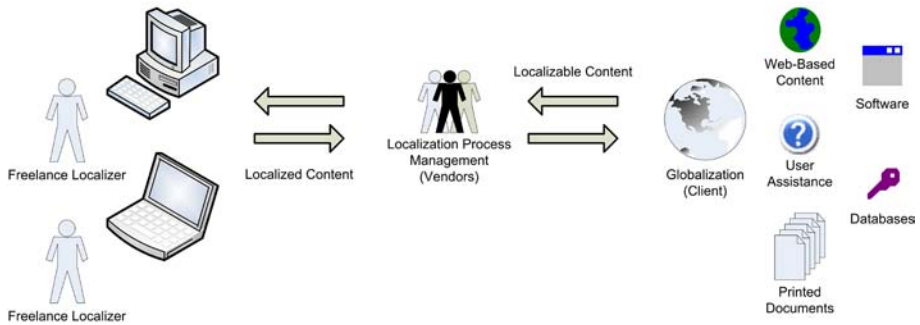 Freelance Localizer
Freelance Localizer
Localized Content
Localization Process
Management
(Vendors)
Localizable Content
Globalization
(Client)
Web-Based
Content
User
Assistance
Printed
Documents
Software
Databases